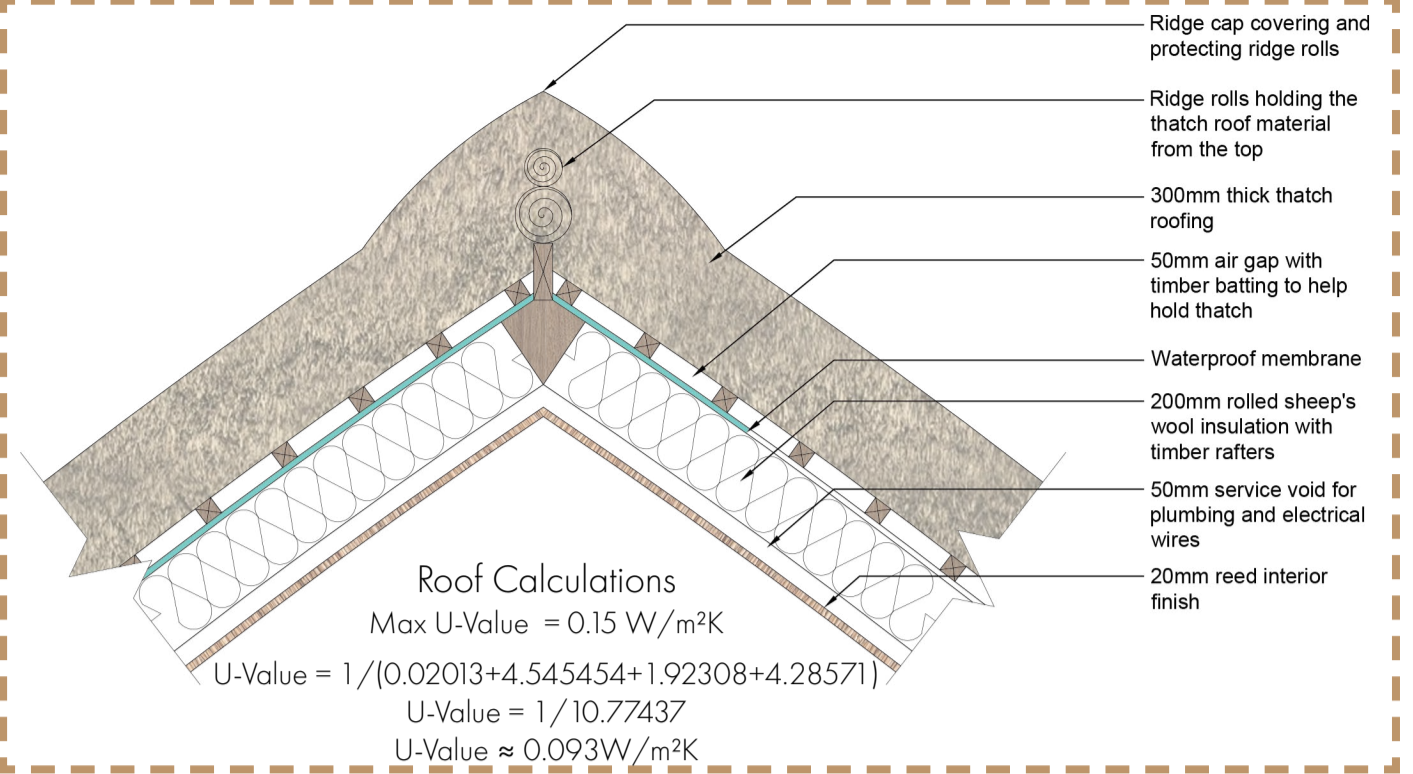 Ridge cap covering and
protecting ridge rolls
Ridge rolls holding the
thatch roof material
from the top
300mm thick thatch
roofing
50mm air gap with
timber batting to help
hold thatch
Waterproof membrane
200mm rolled sheep's
wool insulation with
timber rafters
50mm service void for
plumbing and electrical
wires
20mm reed interior
finish
Roof Calculations
Max U-Value = 0.15 W/m²K
U-Value = 1/(0.02013+4.545454+1.92308+4.28571)
U-Value = 1/10.77437
U-Value ≈ 0.093W/m²K